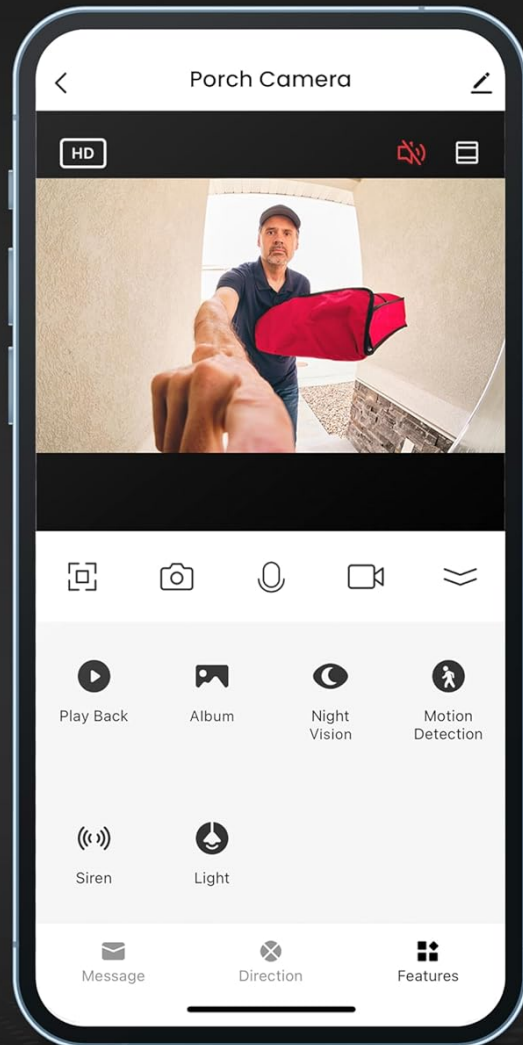 Porch Camera
HD
Play Back
Album
Night
Vision
Motion
Detection
Siren
Light
Message
Direction
Features